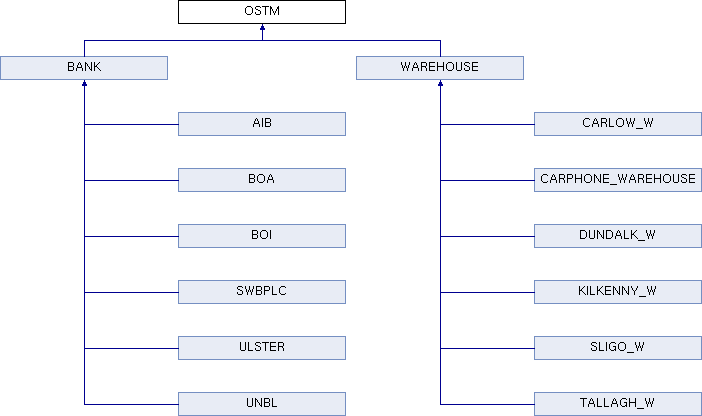 OSTM
BANK
WAREHOUSE
AIB
CARLOW_W
BOA
CARPHONE_WAREHOUSE
BOI
DUNDALK_W
SWBPLC
KILKENNY_W
ULSTER
SLIGO_W
UNBL
TALLAGH_W